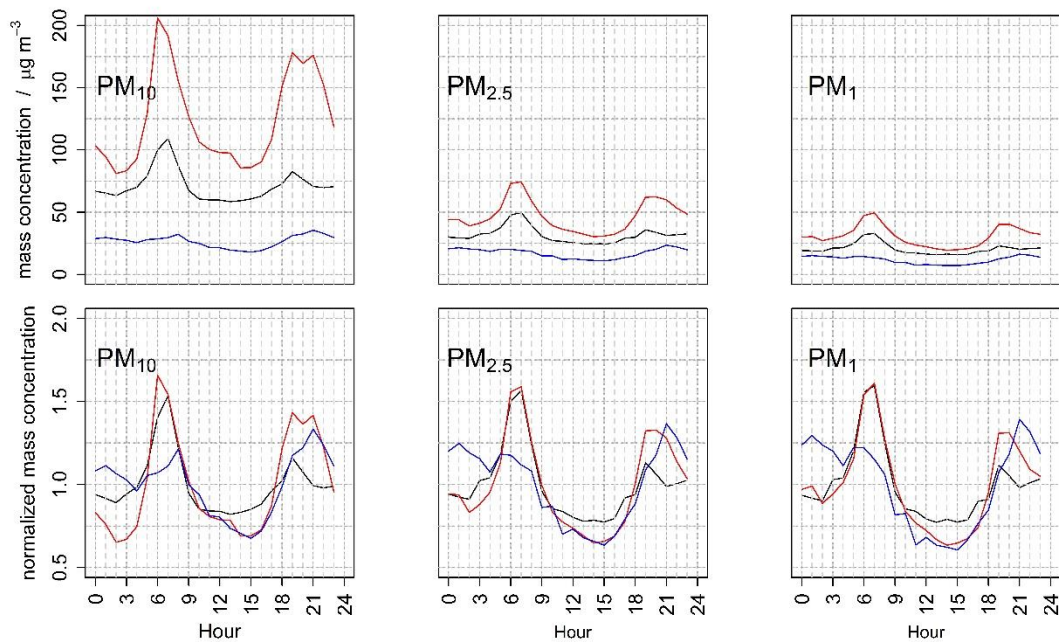 mass concentration / μg m⁻³
200
150
100
50
0
PM₁₀
PM₂.₅
PM₁
normalized mass concentration
2.0
1.5
1.0
0.5
PM₁₀
PM₂.₅
PM₁
0 3 6 9 12 15 18 21 24
0 3 6 9 12 15 18 21 24
0 3 6 9 12 15 18 21 24
Hour
Hour
Hour